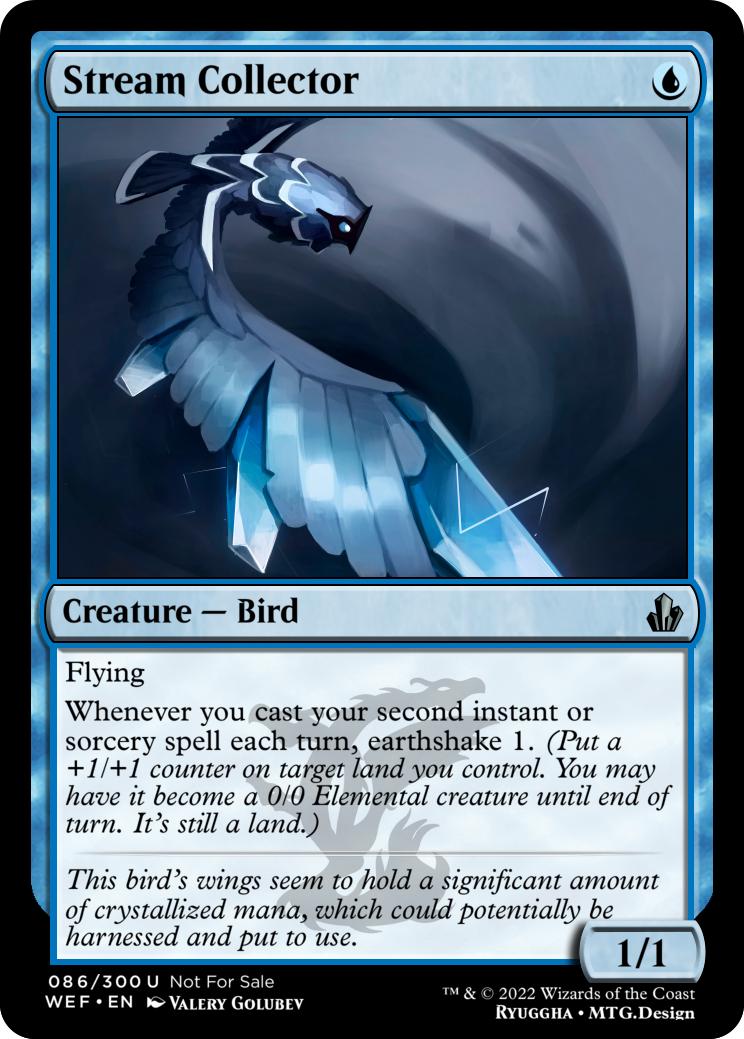 Stream Collector
Creature — Bird
Flying
Whenever you cast your second instant or
sorcery spell each turn, earthshake 1. (Put a
+1/+1 counter on target land you control. You may
have it become a 0/0 Elemental creature until end of
turn. It's still a land.)
This bird's wings seem to hold a significant amount
of crystallized mana, which could potentially be
harnessed and put to use.
1/1
086/300 U Not For Sale
WEF • EN Valery Golubev
™ & © 2022 Wizards of the Coast
Ryuggha • MTG.Design